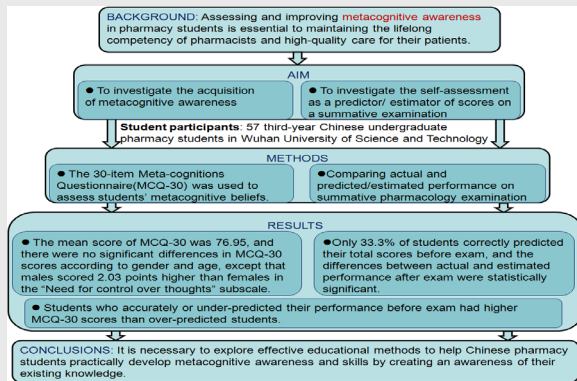 BACKGROUND: Assessing and improving metacognitive awareness
in pharmacy students is essential to maintaining the lifelong
competency of pharmacists and high-quality care for their patients.
AIM
● To investigate the acquisition
of metacognitive awareness
● To investigate the self-assessment
as a predictor/ estimator of scores on
a summative examination
Student participants: 57 third-year Chinese undergraduate
pharmacy students in Wuhan University of Science and Technology
METHODS
● The 30-item Meta-cognitions
Questionnaire(MCQ-30) was used to
assess students' metacognitive beliefs.
● Comparing actual and
predicted/estimated performance on
summative pharmacology examination
RESULTS
● The mean score of MCQ-30 was 76.95, and
there were no significant differences in MCQ-30
scores according to gender and age, except that
males scored 2.03 points higher than females in
the "Need for control over thoughts" subscale.
● Only 33.3% of students correctly predicted
their total scores before exam, and the
differences between actual and estimated
performance after exam were statistically
significant.
● Students who accurately or under-predicted their performance before exam had higher
MCQ-30 scores than over-predicted students.
CONCLUSIONS: It is necessary to explore effective educational methods to help Chinese pharmacy
students practically develop metacognitive awareness and skills by creating an awareness of their
existing knowledge.